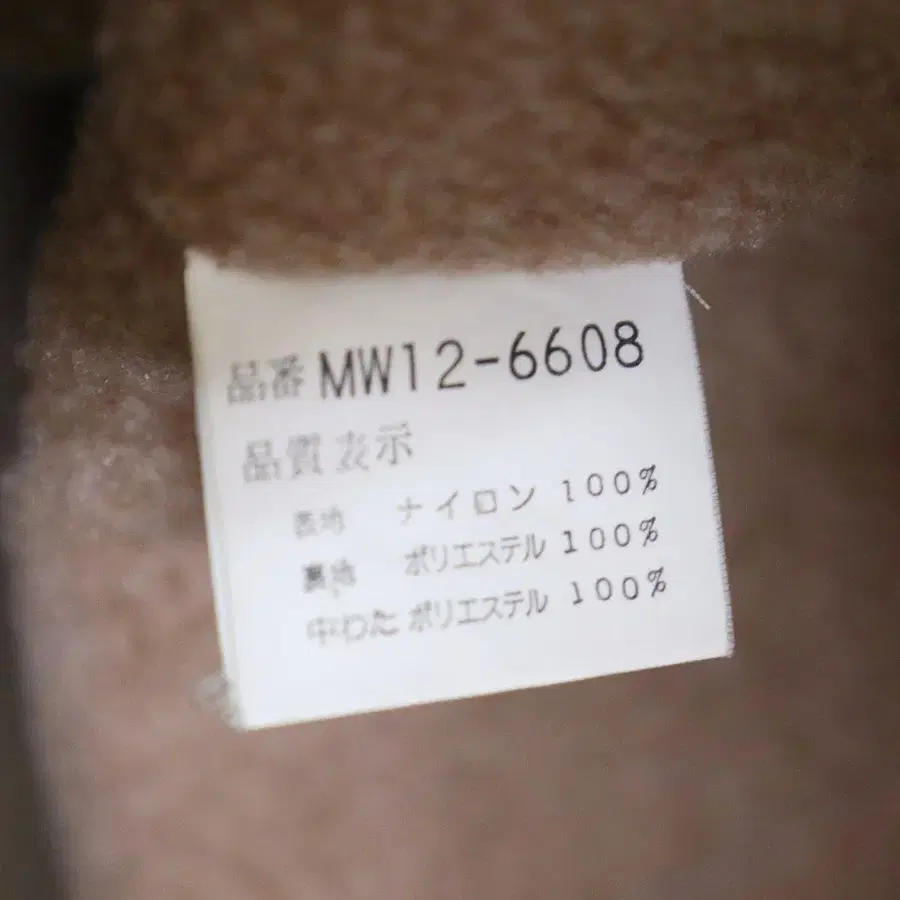 品番 MW12-6608
品質表示
表地 ナイロン 100%
裏地 ポリエステル 100%
中わた ポリエステル 100%